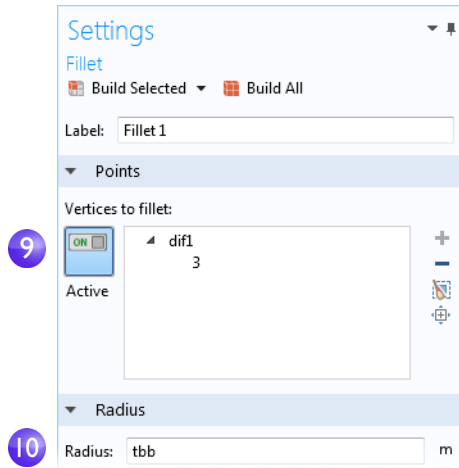 Settings
Fillet
Build Selected Build All
Label: Fillet 1
Points
Vertices to fillet:
9
ON
dif1
3
Active
Radius
10
Radius: tbb m